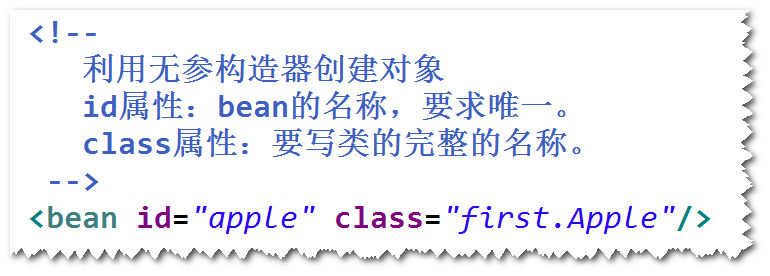 <!--
利用无参构造器创建对象
id属性：bean的名称，要求唯一。
class属性：要写类的完整的名称。
-->
<bean id="apple" class="first.Apple"/>